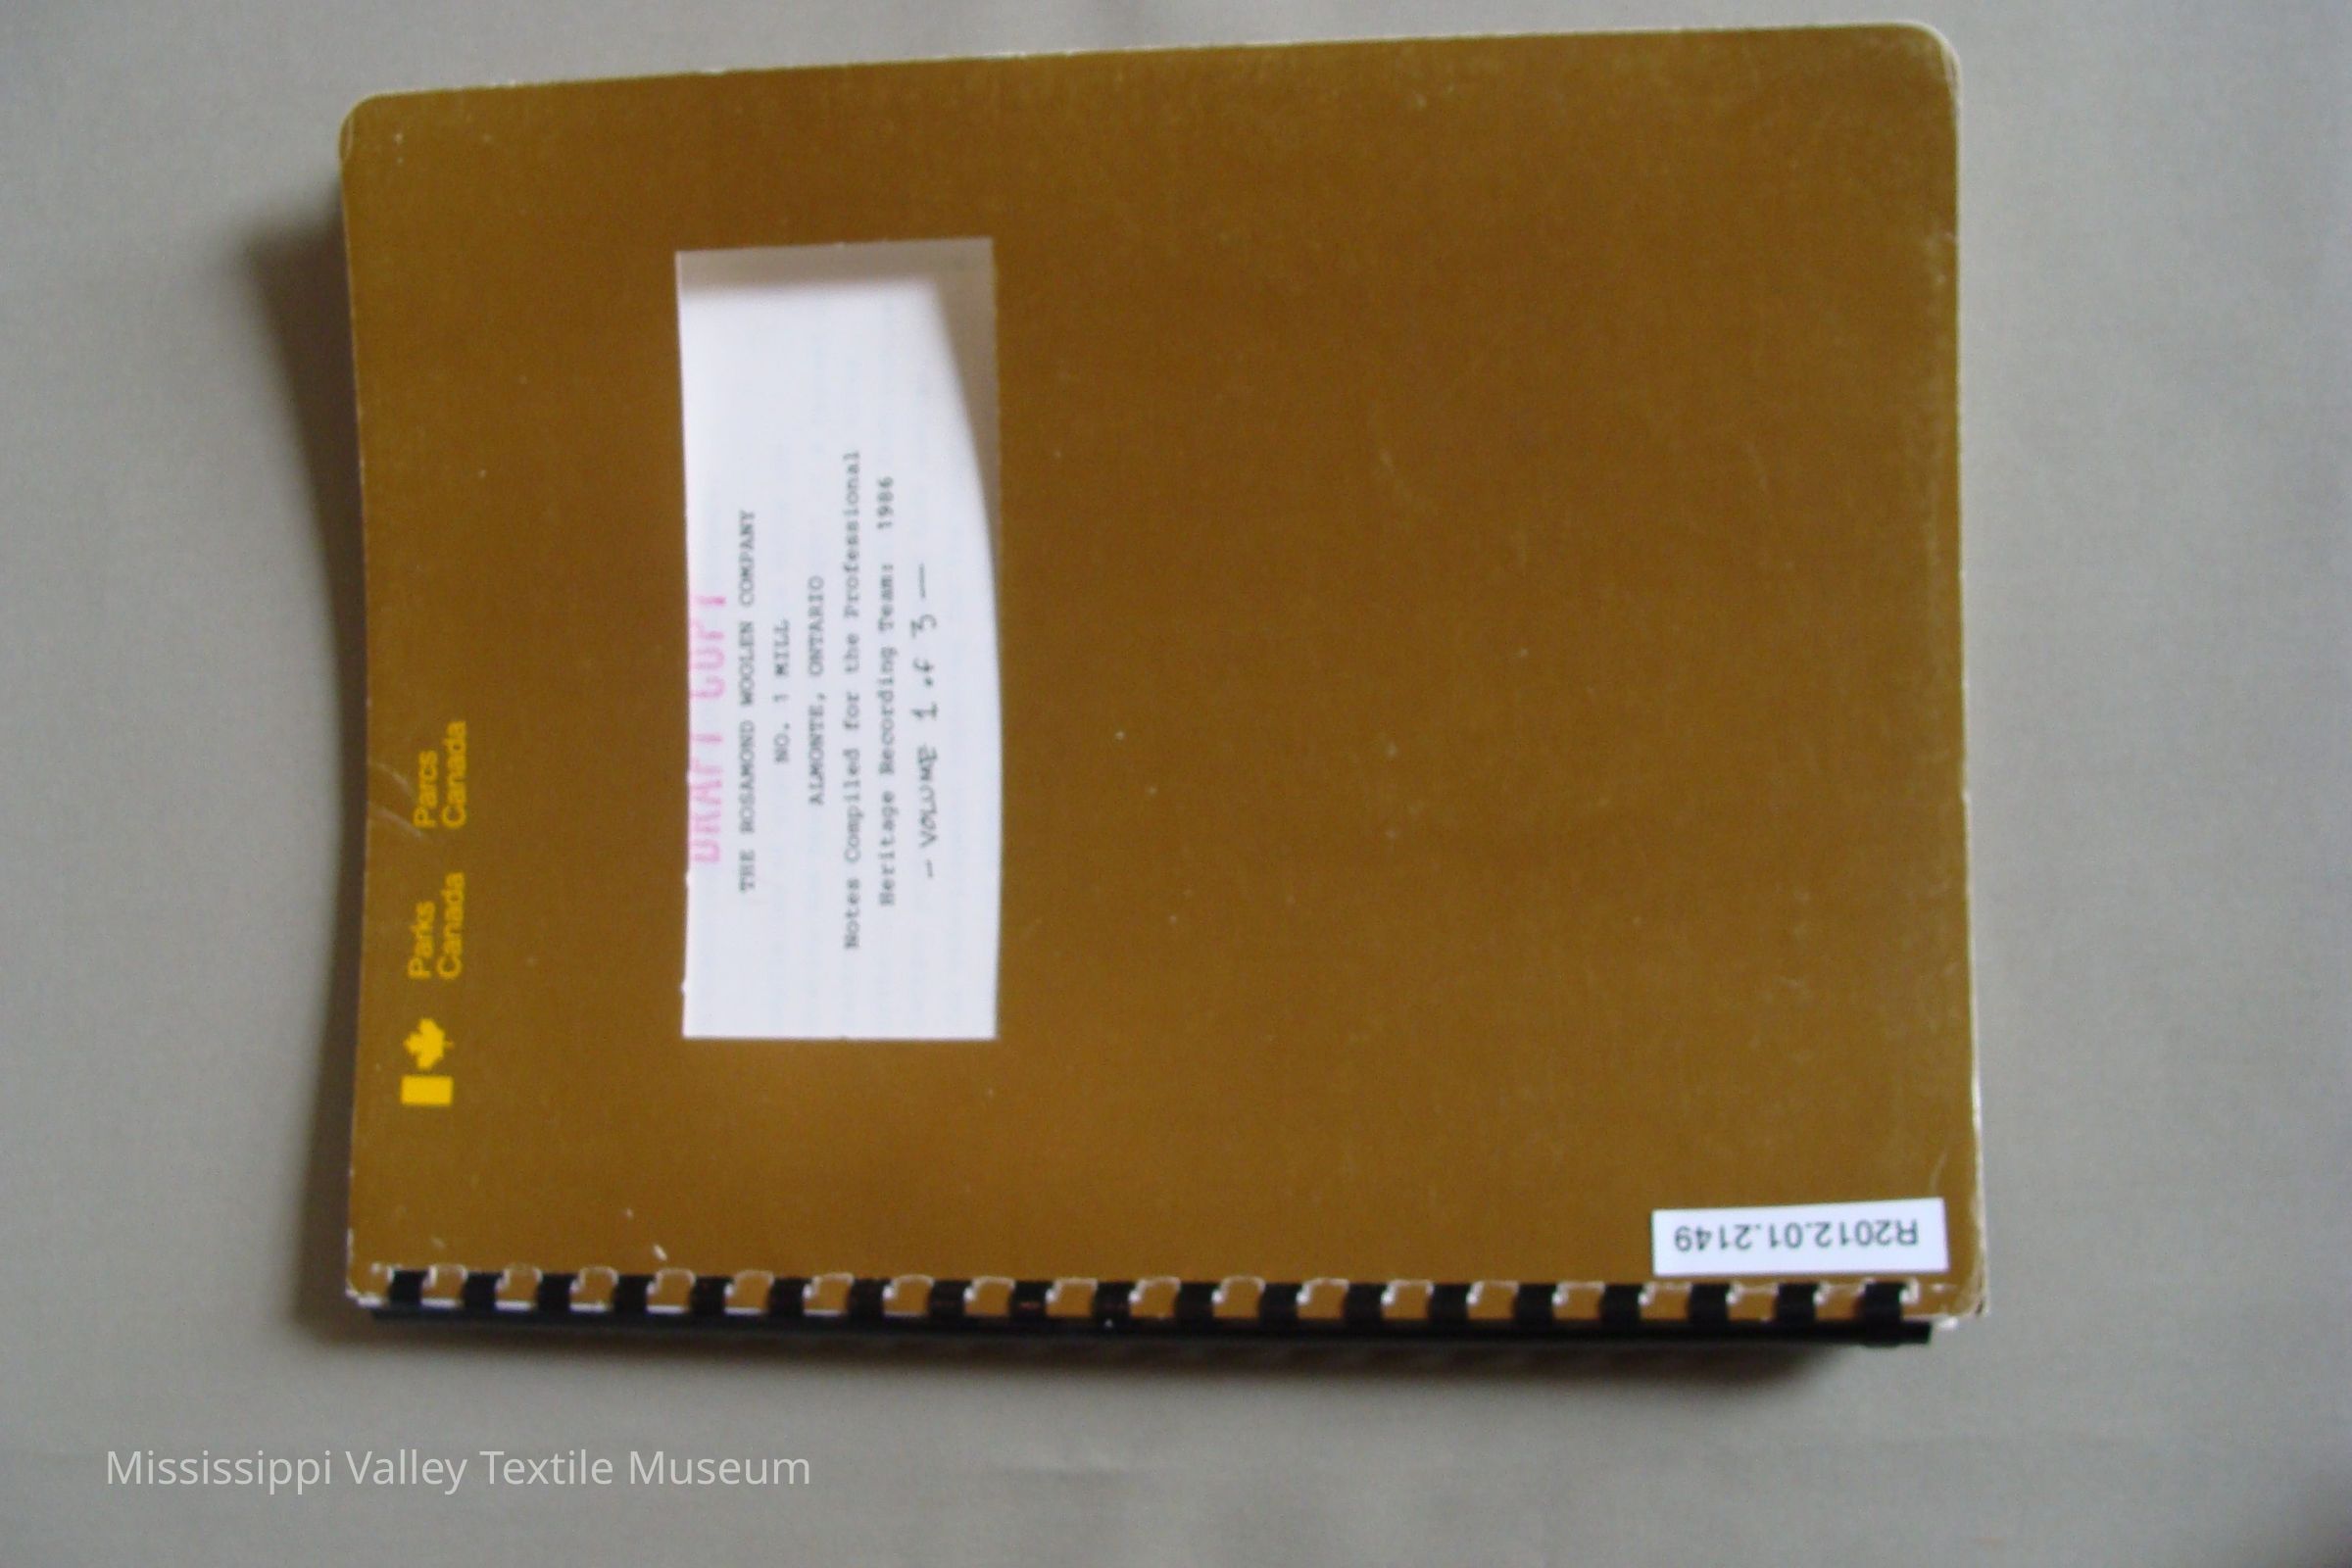 Parks Parcs
Canada Canada
DRAFT COPY
THE ROSAMOND WOOLEN COMPANY
NO. 1 MILL
ALMONTE, ONTARIO
Notes Compiled for the Professional
Heritage Recording Team: 1986
- VOLUME 1 of 3 -
R2012.01.2149
Mississippi Valley Textile Museum